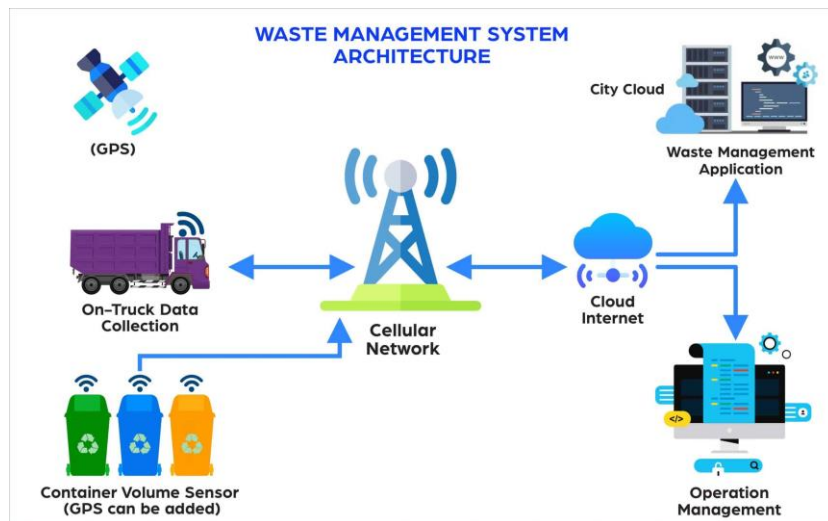 WASTE MANAGEMENT SYSTEM
ARCHITECTURE
(GPS)
City Cloud
www
Waste Management
Application
On-Truck Data
Collection
Cellular
Network
Cloud
Internet
Container Volume Sensor
(GPS can be added)
</>
Operation
Management